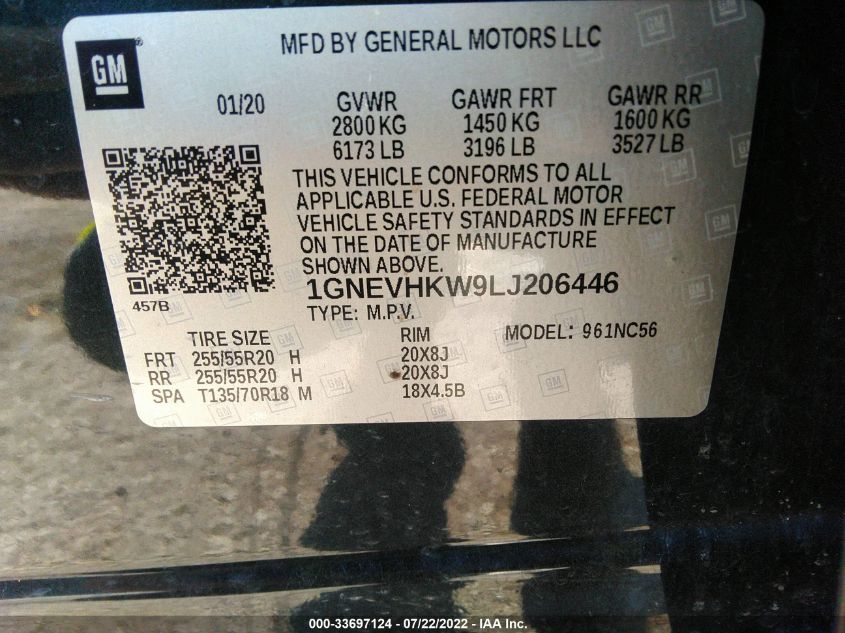 GM
MFD BY GENERAL MOTORS LLC
01/20 GVWR GAWR FRT GAWR RR
2800 KG 1450 KG 1600 KG
6173 LB 3196 LB 3527 LB
THIS VEHICLE CONFORMS TO ALL
APPLICABLE U.S. FEDERAL MOTOR
VEHICLE SAFETY STANDARDS IN EFFECT
ON THE DATE OF MANUFACTURE
SHOWN ABOVE.
457B
1GNEVHKW9LJ206446
TYPE: M.P.V.
TIRE SIZE RIM MODEL: 961NC56
FRT 255/55R20 H 20X8J
RR 255/55R20 H 20X8J
SPA T135/70R18 M 18X4.5B
000-33697124 - 07/22/2022 - IAA Inc.